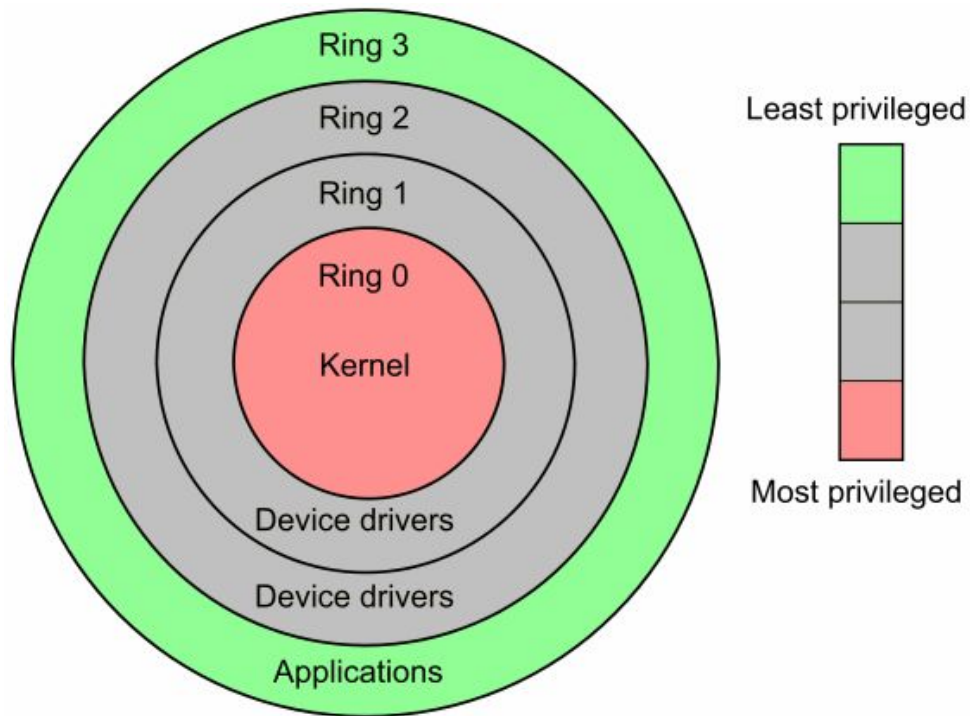 Ring 3
Ring 2
Ring 1
Ring 0
Kernel
Device drivers
Device drivers
Applications
Least privileged
Most privileged